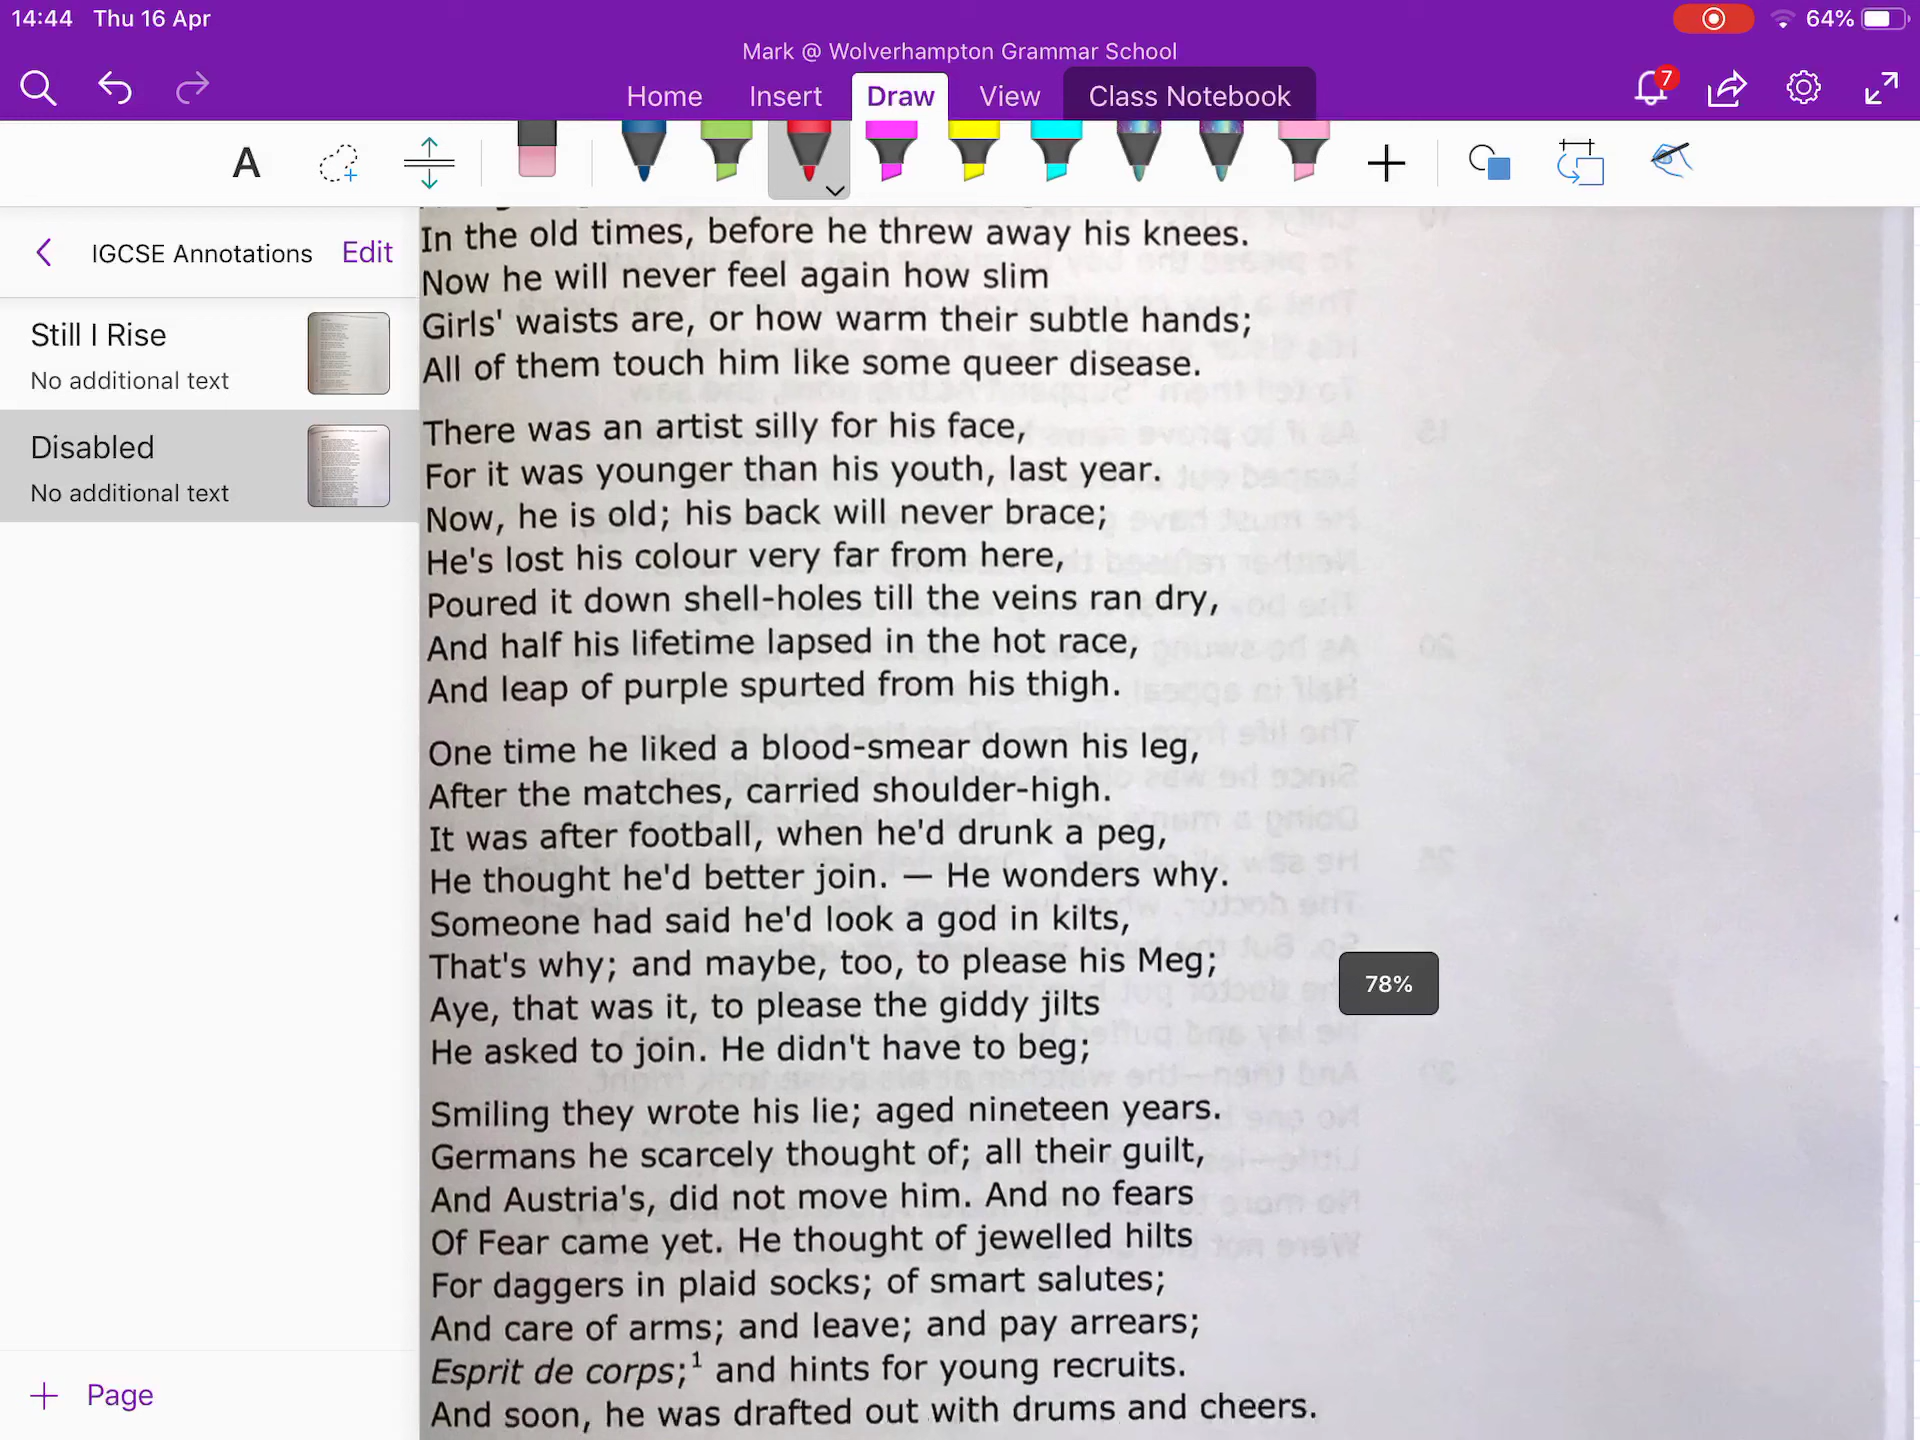 14:44 Thu 16 Apr
64%
Mark @ Wolverhampton Grammar School
Home Insert Draw View Class Notebook
7
A
IGCSE Annotations Edit
Still I Rise
No additional text
Disabled
No additional text
+ Page
In the old times, before he threw away his knees.
Now he will never feel again how slim
Girls' waists are, or how warm their subtle hands;
All of them touch him like some queer disease.
There was an artist silly for his face,
For it was younger than his youth, last year.
Now, he is old; his back will never brace;
He's lost his colour very far from here,
Poured it down shell-holes till the veins ran dry,
And half his lifetime lapsed in the hot race,
And leap of purple spurted from his thigh.
One time he liked a blood-smear down his leg,
After the matches, carried shoulder-high.
It was after football, when he'd drunk a peg,
He thought he'd better join. — He wonders why.
Someone had said he'd look a god in kilts,
That's why; and maybe, too, to please his Meg;
Aye, that was it, to please the giddy jilts
He asked to join. He didn't have to beg;
Smiling they wrote his lie; aged nineteen years.
Germans he scarcely thought of; all their guilt,
And Austria's, did not move him. And no fears
Of Fear came yet. He thought of jewelled hilts
For daggers in plaid socks; of smart salutes;
And care of arms; and leave; and pay arrears;
Esprit de corps;¹ and hints for young recruits.
And soon, he was drafted out with drums and cheers.
78%